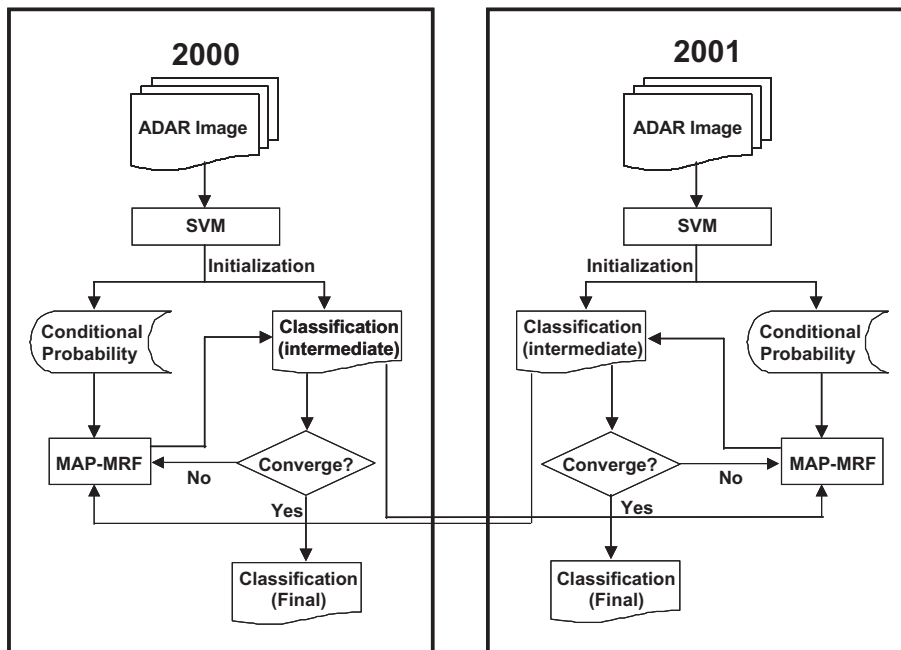 2000
ADAR Image
SVM
Initialization
Conditional
Probability
Classification
(intermediate)
MAP-MRF
No
Converge?
Yes
Classification
(Final)
2001
ADAR Image
SVM
Initialization
Classification
(intermediate)
Conditional
Probability
Converge?
No
MAP-MRF
Yes
Classification
(Final)